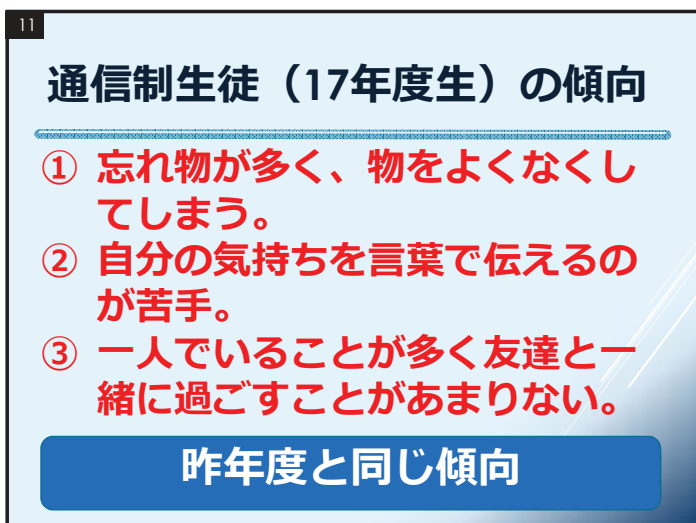 11
通信制生徒（17年度生）の傾向
① 忘れ物が多く、物をよくなくし
てしまう。
② 自分の気持ちを言葉で伝えるの
が苦手。
③ 一人でいることが多く友達と一
緒に過ごすことがあまりない。
昨年度と同じ傾向